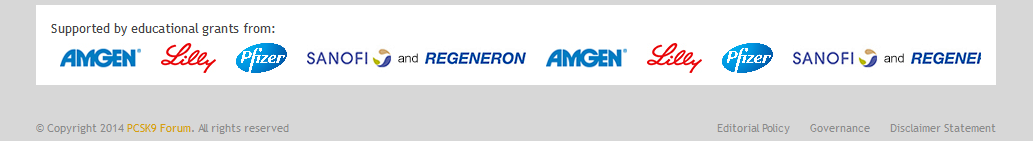 Supported by educational grants from:
AMGEN® Lilly Pfizer SANOFI and REGENERON AMGEN® Lilly Pfizer SANOFI and
© Copyright 2014 PCSK9 Forum. All rights reserved Editorial Policy Governance Disclaimer Statement